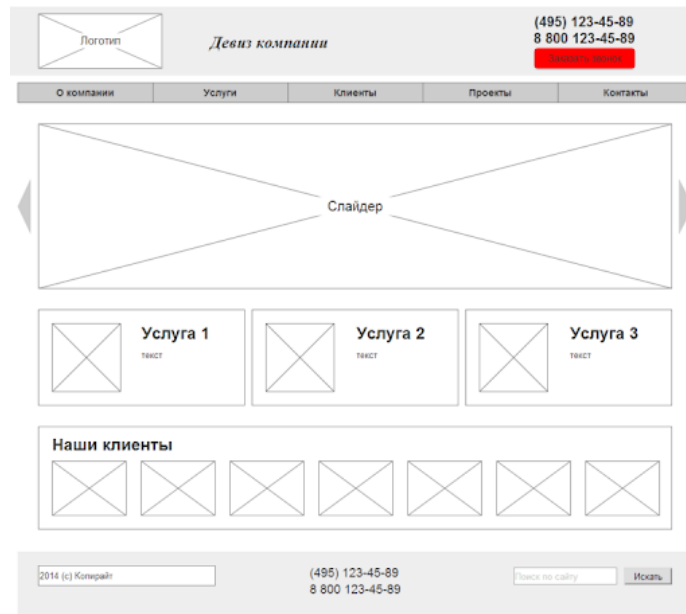 Логотип
Девиз компании
(495) 123-45-89
8 800 123-45-89
Заказать звонок
О компании
Услуги
Клиенты
Проекты
Контакты
Слайдер
Услуга 1
текст
Услуга 2
текст
Услуга 3
текст
Наши клиенты
2014 (с) Копирайт
(495) 123-45-89
8 800 123-45-89
Поиск по сайту
Искать